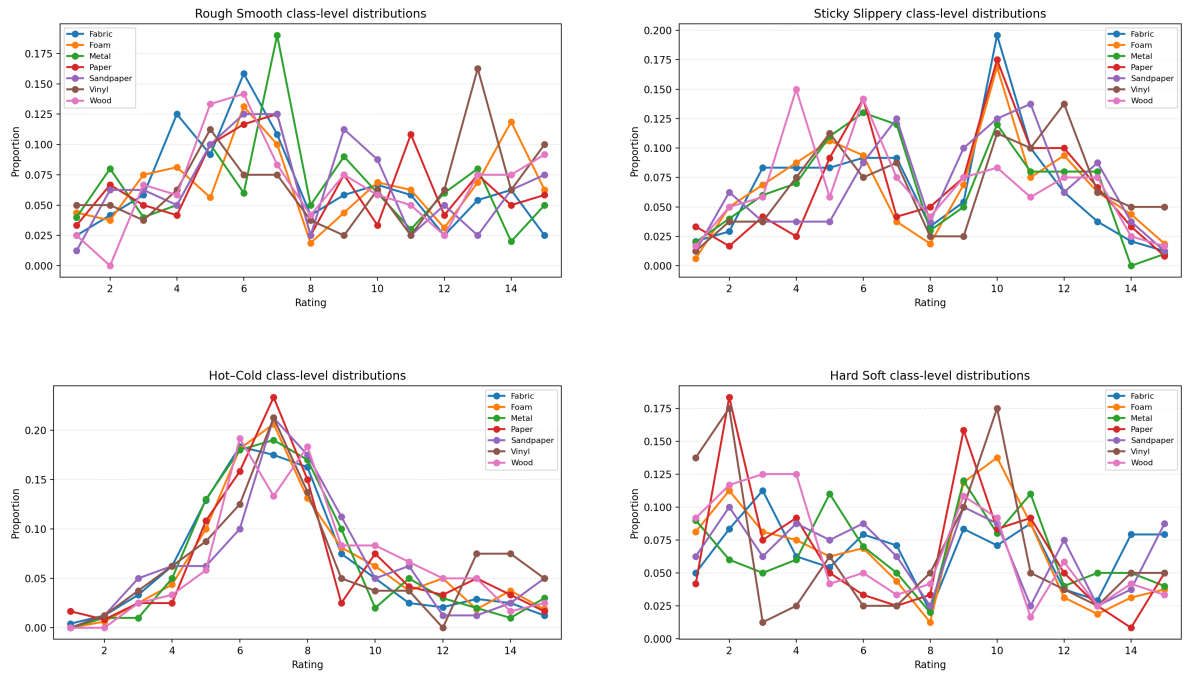 Rough Smooth class-level distributions
Proportion
0.175
0.150
0.125
0.100
0.075
0.050
0.025
0.000
Fabric
Foam
Metal
Paper
Sandpaper
Vinyl
Wood
2 4 6 8 10 12 14
Rating
Sticky Slippery class-level distributions
Proportion
0.200
0.175
0.150
0.125
0.100
0.075
0.050
0.025
0.000
Fabric
Foam
Metal
Paper
Sandpaper
Vinyl
Wood
2 4 6 8 10 12 14
Rating
Hot–Cold class-level distributions
Proportion
0.20
0.15
0.10
0.05
0.00
Fabric
Foam
Metal
Paper
Sandpaper
Vinyl
Wood
2 4 6 8 10 12 14
Rating
Hard Soft class-level distributions
Proportion
0.175
0.150
0.125
0.100
0.075
0.050
0.025
0.000
Fabric
Foam
Metal
Paper
Sandpaper
Vinyl
Wood
2 4 6 8 10 12 14
Rating